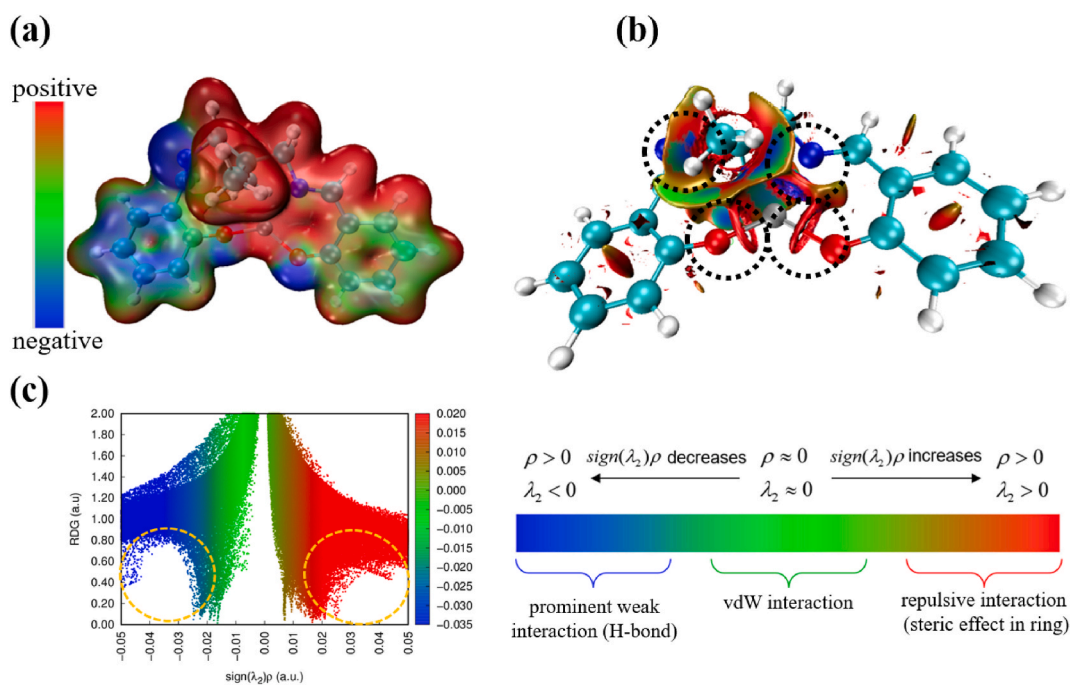 (a)
positive
negative
(b)
(c)
RDG (a.u)
2.00
1.80
1.60
1.40
1.20
1.00
0.80
0.60
0.40
0.20
0.00
−0.05
−0.04
−0.03
−0.02
−0.01
0.0
0.01
0.02
0.03
0.04
0.05
sign(λ₂)ρ (a.u.)
0.020
0.015
0.010
0.005
0.000
−0.005
−0.010
−0.015
−0.020
−0.025
−0.030
−0.035
ρ > 0 sign(λ₂)ρ decreases ρ ≈ 0 sign(λ₂)ρ increases ρ > 0
λ₂ < 0 λ₂ ≈ 0 λ₂ > 0
prominent weak
interaction (H-bond)
vdW interaction
repulsive interaction
(steric effect in ring)